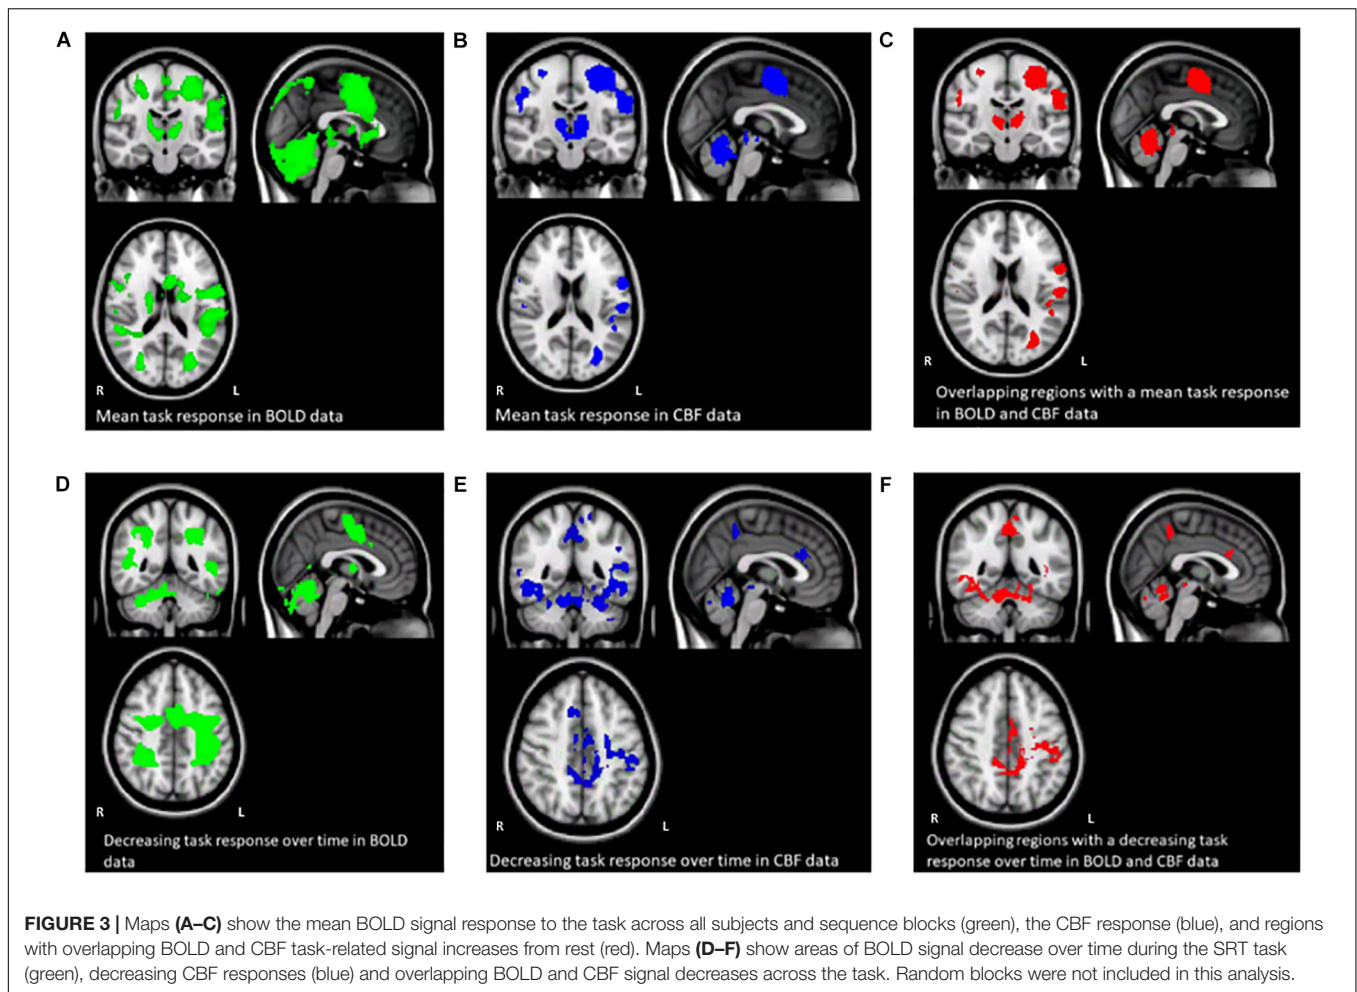 A
B
C
R
L
Mean task response in BOLD data
R
L
Mean task response in CBF data
R
L
Overlapping regions with a mean task response
in BOLD and CBF data
D
E
F
R
L
Decreasing task response over time in BOLD
data
R
L
Decreasing task response over time in CBF data
R
L
Overlapping regions with a decreasing task
response over time in BOLD and CBF data
FIGURE 3 | Maps (A–C) show the mean BOLD signal response to the task across all subjects and sequence blocks (green), the CBF response (blue), and regions
with overlapping BOLD and CBF task-related signal increases from rest (red). Maps (D–F) show areas of BOLD signal decrease over time during the SRT task
(green), decreasing CBF responses (blue) and overlapping BOLD and CBF signal decreases across the task. Random blocks were not included in this analysis.